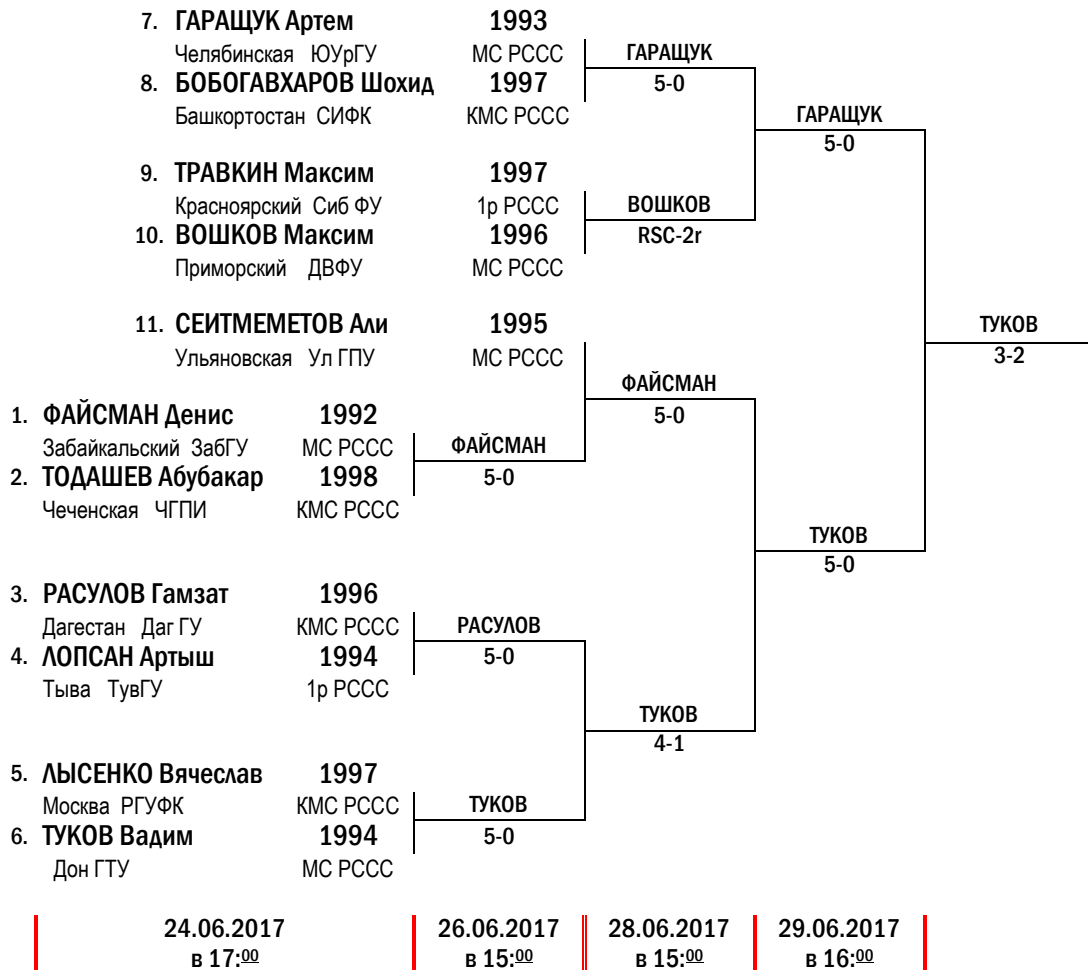 7. ГАРАЩУК Артем 1993
Челябинская ЮУрГУ МС РССС
ГАРАЩУК
8. БОБОГАВХАРОВ Шохид 1997
5-0
Башкортостан СИФК КМС РССС
ГАРАЩУК
5-0
9. ТРАВКИН Максим 1997
Красноярский Сиб ФУ 1р РССС
ВОШКОВ
10. ВОШКОВ Максим 1996
RSC-2r
Приморский ДВФУ МС РССС
11. СЕИТМЕМЕТОВ Али 1995
ТУКОВ
Ульяновская Ул ГПУ МС РССС
3-2
ФАЙСМАН
5-0
1. ФАЙСМАН Денис 1992
Забайкальский ЗабГУ МС РССС
ФАЙСМАН
2. ТОДАШЕВ Абубакар 1998
5-0
Чеченская ЧГПИ КМС РССС
ТУКОВ
5-0
3. РАСУЛОВ Гамзат 1996
Дагестан Даг ГУ КМС РССС
РАСУЛОВ
4. ЛОПСАН Артыш 1994
5-0
Тыва ТувГУ 1р РССС
ТУКОВ
4-1
5. ЛЫСЕНКО Вячеслав 1997
Москва РГУФК КМС РССС
ТУКОВ
6. ТУКОВ Вадим 1994
5-0
Дон ГТУ МС РССС
24.06.2017 26.06.2017 28.06.2017 29.06.2017
в 17:00 в 15:00 в 15:00 в 16:00